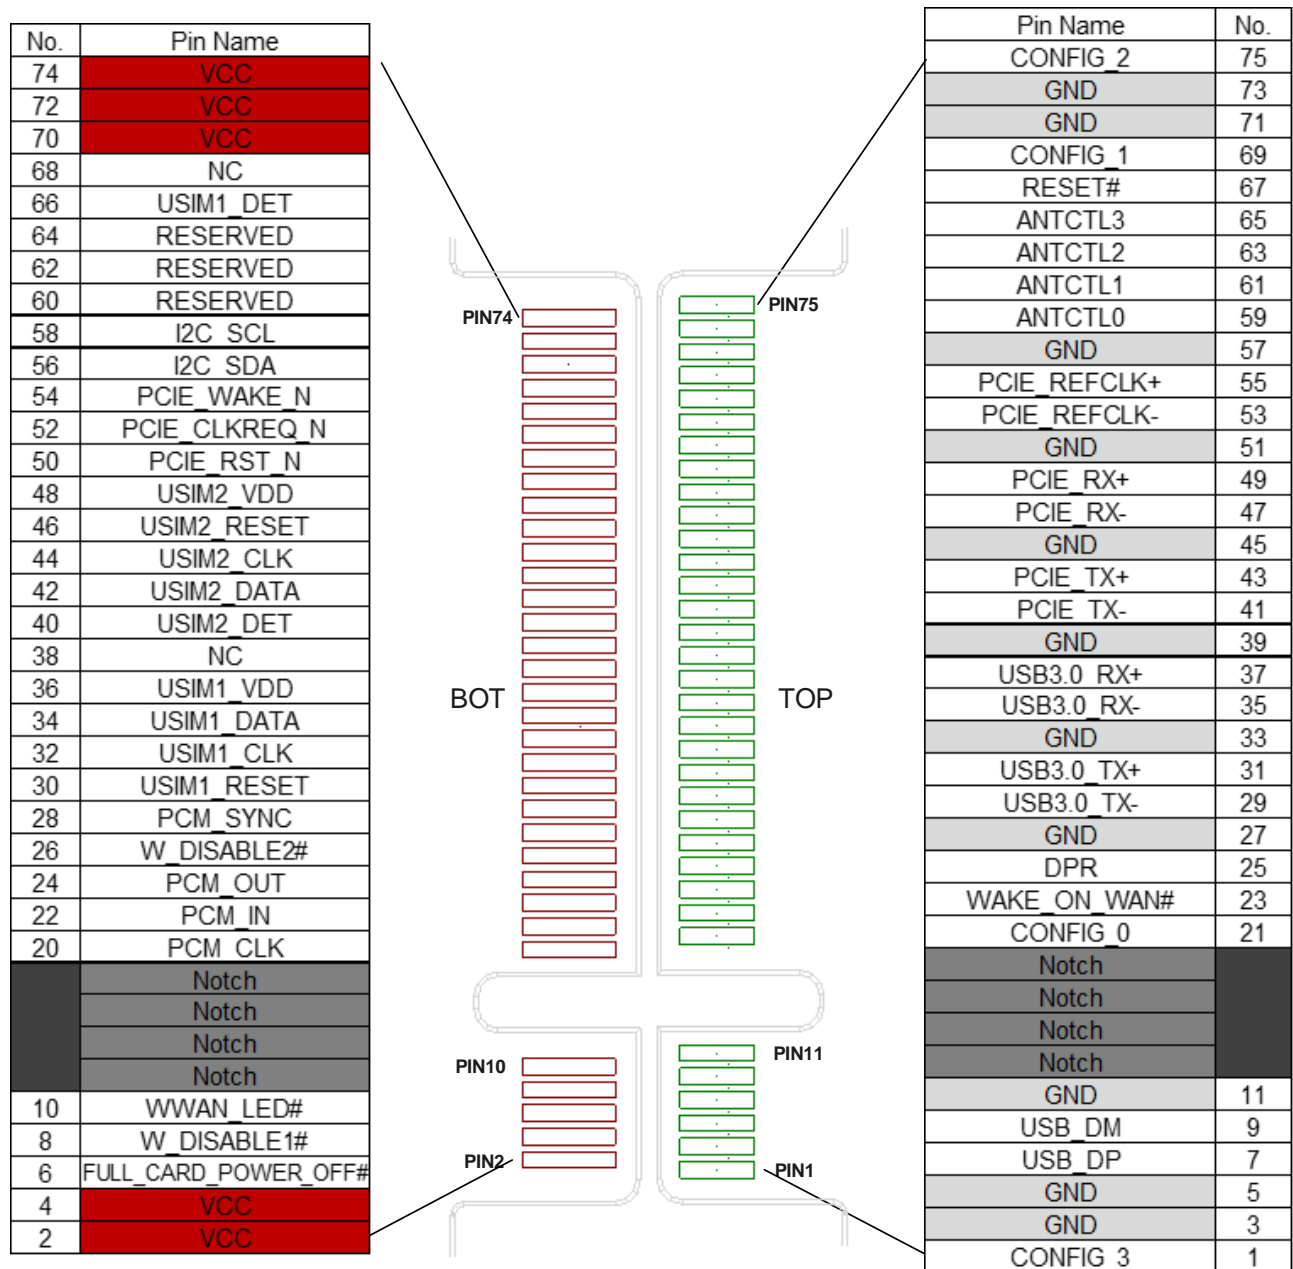 No. Pin Name
74 VCC
72 VCC
70 VCC
68 NC
66 USIM1_DET
64 RESERVED
62 RESERVED
60 RESERVED
58 I2C_SCL
56 I2C_SDA
54 PCIE_WAKE_N
52 PCIE_CLKREQ_N
50 PCIE_RST_N
48 USIM2_VDD
46 USIM2_RESET
44 USIM2_CLK
42 USIM2_DATA
40 USIM2_DET
38 NC
36 USIM1_VDD
34 USIM1_DATA
32 USIM1_CLK
30 USIM1_RESET
28 PCM_SYNC
26 W_DISABLE2#
24 PCM_OUT
22 PCM_IN
20 PCM_CLK
Notch
Notch
Notch
Notch
10 WWAN_LED#
8 W_DISABLE1#
6 FULL_CARD_POWER_OFF#
4 VCC
2 VCC
PIN74
BOT
PIN10
PIN2
PIN75
TOP
PIN11
PIN1
Pin Name No.
CONFIG_2 75
GND 73
GND 71
CONFIG_1 69
RESET# 67
ANTCTL3 65
ANTCTL2 63
ANTCTL1 61
ANTCTL0 59
GND 57
PCIE_REFCLK+ 55
PCIE_REFCLK- 53
GND 51
PCIE_RX+ 49
PCIE_RX- 47
GND 45
PCIE_TX+ 43
PCIE_TX- 41
GND 39
USB3.0_RX+ 37
USB3.0_RX- 35
GND 33
USB3.0_TX+ 31
USB3.0_TX- 29
GND 27
DPR 25
WAKE_ON_WAN# 23
CONFIG_0 21
Notch
Notch
Notch
Notch
GND 11
USB_DM 9
USB_DP 7
GND 5
GND 3
CONFIG_3 1